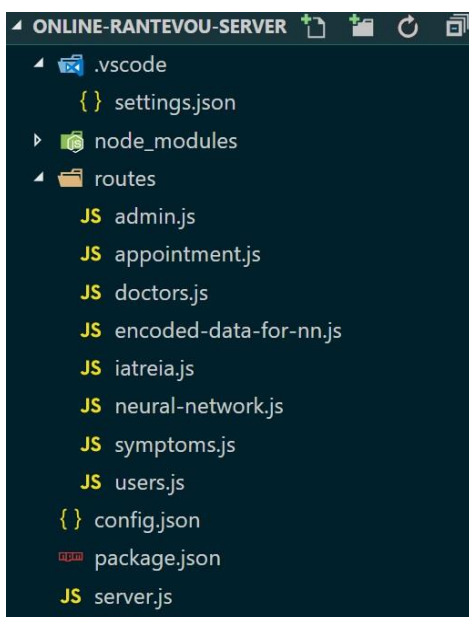 ONLINE-RANTEVOU-SERVER
.vscode
{ } settings.json
node_modules
routes
JS admin.js
JS appointment.js
JS doctors.js
JS encoded-data-for-nn.js
JS iatreia.js
JS neural-network.js
JS symptoms.js
JS users.js
{ } config.json
npm package.json
JS server.js